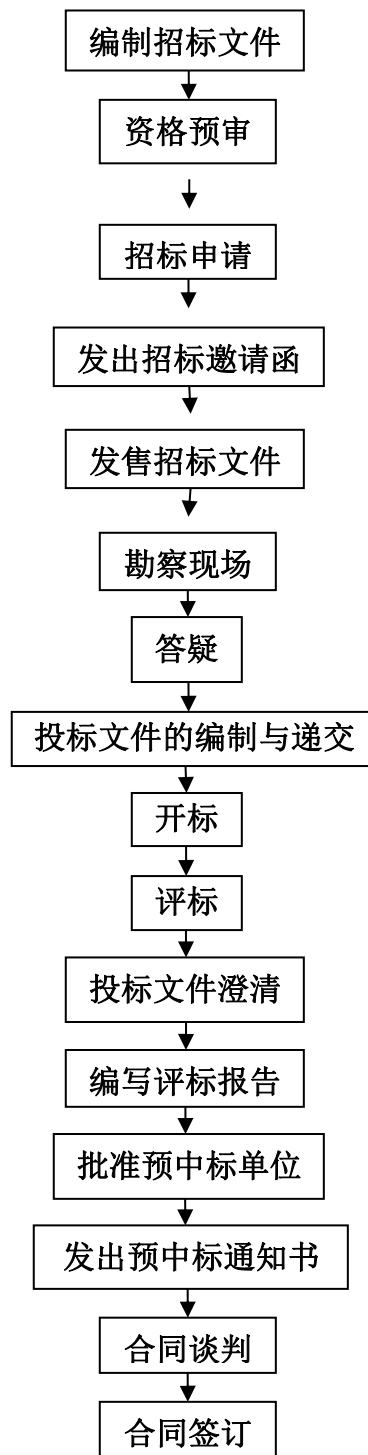 编制招标文件
资格预审
招标申请
发出招标邀请函
发售招标文件
勘察现场
答疑
投标文件的编制与递交
开标
评标
投标文件澄清
编写评标报告
批准预中标单位
发出预中标通知书
合同谈判
合同签订